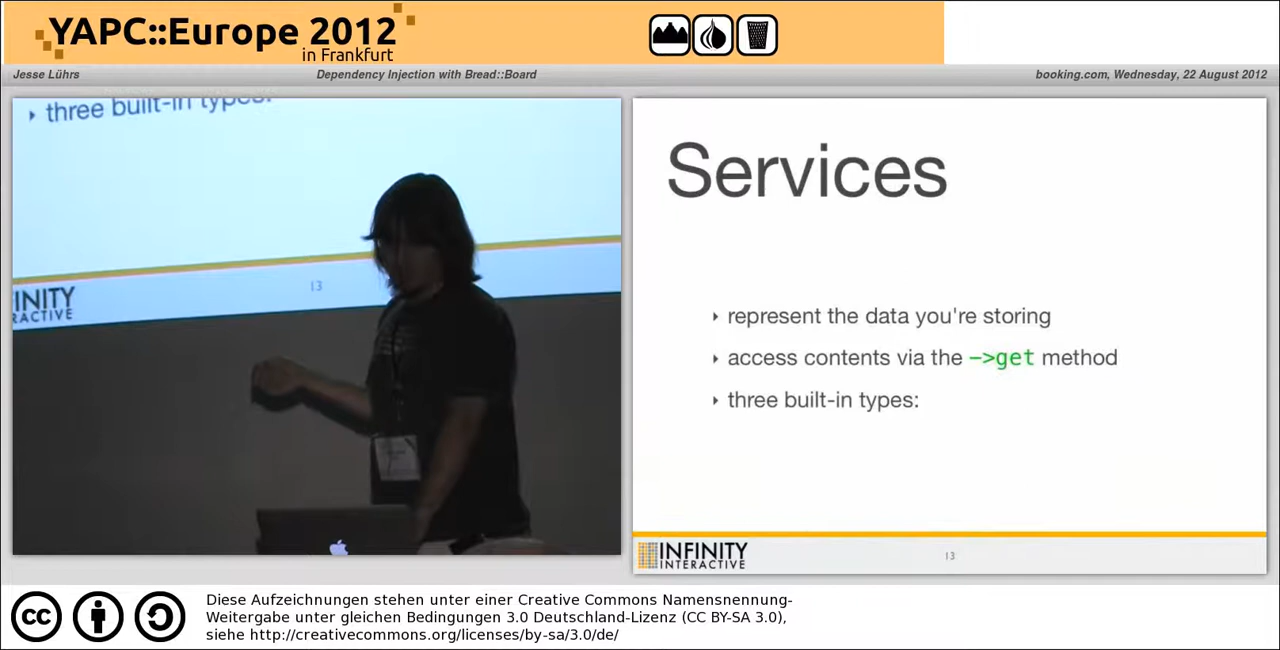 YAPC::Europe 2012
in Frankfurt
Jesse Lührs
Dependency Injection with Bread::Board
booking.com, Wednesday, 22 August 2012
▸ three built-in types:
13
INITY
RACTIVE
Services
▸ represent the data you're storing
▸ access contents via the ->get method
▸ three built-in types:
INFINITY
INTERACTIVE
13
cc
Diese Aufzeichnungen stehen unter einer Creative Commons Namensnennung-
Weitergabe unter gleichen Bedingungen 3.0 Deutschland-Lizenz (CC BY-SA 3.0),
siehe http://creativecommons.org/licenses/by-sa/3.0/de/